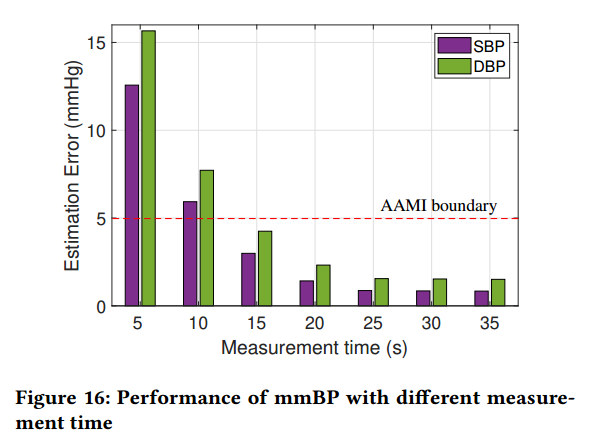 15
10
5
0
Estimation Error (mmHg)
SBP
DBP
AAMI boundary
5 10 15 20 25 30 35
Measurement time (s)
Figure 16: Performance of mmBP with different measure-
ment time